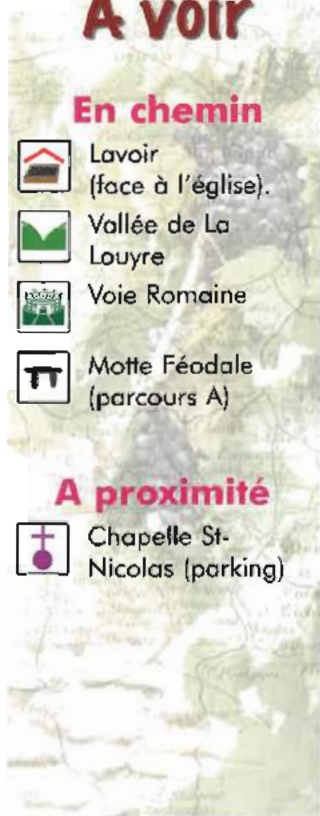 A voir
En chemin
Lavoir
(face à l'église).
Vallée de La
Louyre
Voie Romaine
Motte Féodale
(parcours A)
A proximité
Chapelle St-
Nicolas (parking)